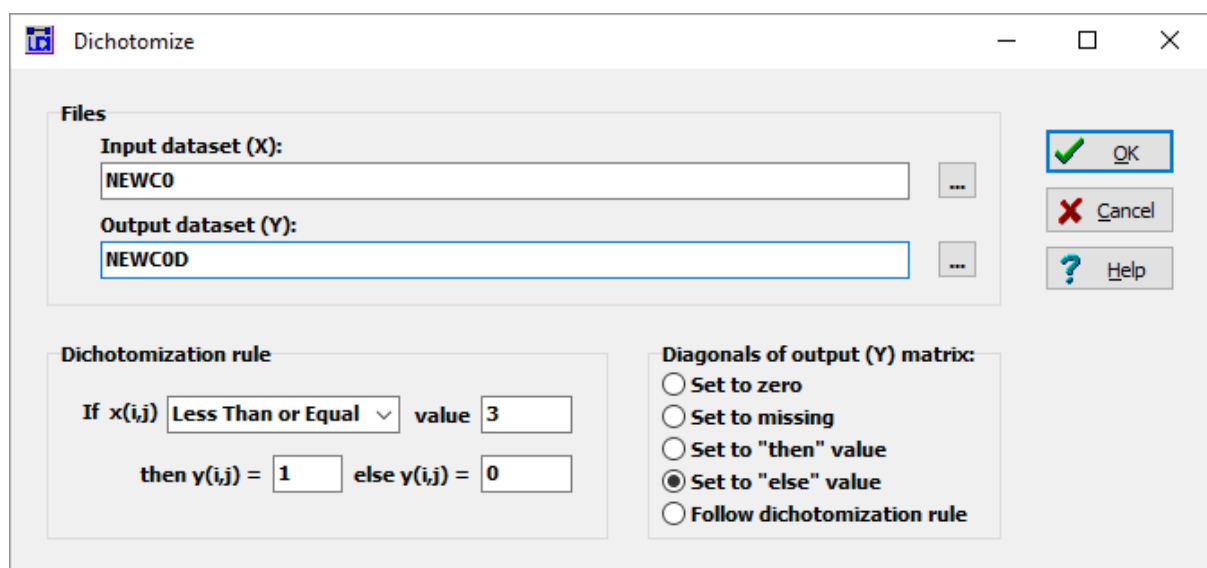 Dichotomize
Files
Input dataset (X):
NEWC0
...
Output dataset (Y):
NEWC0D
...
OK
Cancel
Help
Dichotomization rule
If x(i,j) Less Than or Equal value 3
then y(i,j) = 1 else y(i,j) = 0
Diagonals of output (Y) matrix:
Set to zero
Set to missing
Set to "then" value
Set to "else" value
Follow dichotomization rule